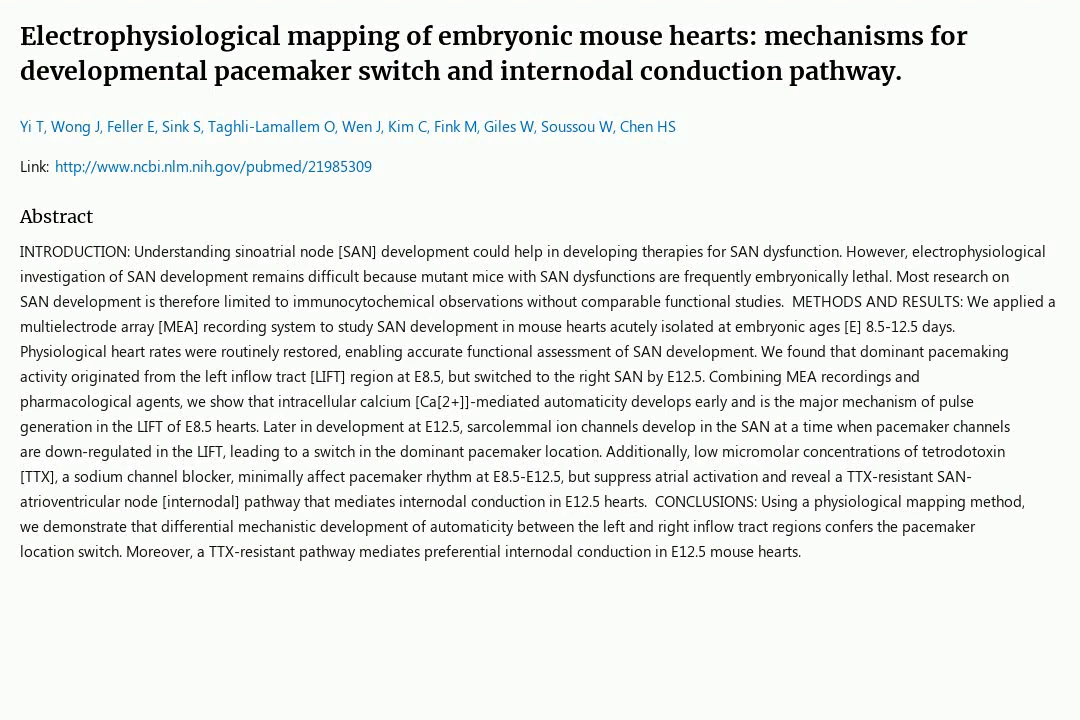 Electrophysiological mapping of embryonic mouse hearts: mechanisms for
developmental pacemaker switch and internodal conduction pathway.
Yi T, Wong J, Feller E, Sink S, Taghli-Lamallem O, Wen J, Kim C, Fink M, Giles W, Soussou W, Chen HS
Link: http://www.ncbi.nlm.nih.gov/pubmed/21985309
Abstract
INTRODUCTION: Understanding sinoatrial node [SAN] development could help in developing therapies for SAN dysfunction. However, electrophysiological
investigation of SAN development remains difficult because mutant mice with SAN dysfunctions are frequently embryonically lethal. Most research on
SAN development is therefore limited to immunocytochemical observations without comparable functional studies.  METHODS AND RESULTS: We applied a
multielectrode array [MEA] recording system to study SAN development in mouse hearts acutely isolated at embryonic ages [E] 8.5-12.5 days.
Physiological heart rates were routinely restored, enabling accurate functional assessment of SAN development. We found that dominant pacemaking
activity originated from the left inflow tract [LIFT] region at E8.5, but switched to the right SAN by E12.5. Combining MEA recordings and
pharmacological agents, we show that intracellular calcium [Ca[2+]]-mediated automaticity develops early and is the major mechanism of pulse
generation in the LIFT of E8.5 hearts. Later in development at E12.5, sarcolemmal ion channels develop in the SAN at a time when pacemaker channels
are down-regulated in the LIFT, leading to a switch in the dominant pacemaker location. Additionally, low micromolar concentrations of tetrodotoxin
[TTX], a sodium channel blocker, minimally affect pacemaker rhythm at E8.5-E12.5, but suppress atrial activation and reveal a TTX-resistant SAN-
atrioventricular node [internodal] pathway that mediates internodal conduction in E12.5 hearts.  CONCLUSIONS: Using a physiological mapping method,
we demonstrate that differential mechanistic development of automaticity between the left and right inflow tract regions confers the pacemaker
location switch. Moreover, a TTX-resistant pathway mediates preferential internodal conduction in E12.5 mouse hearts.